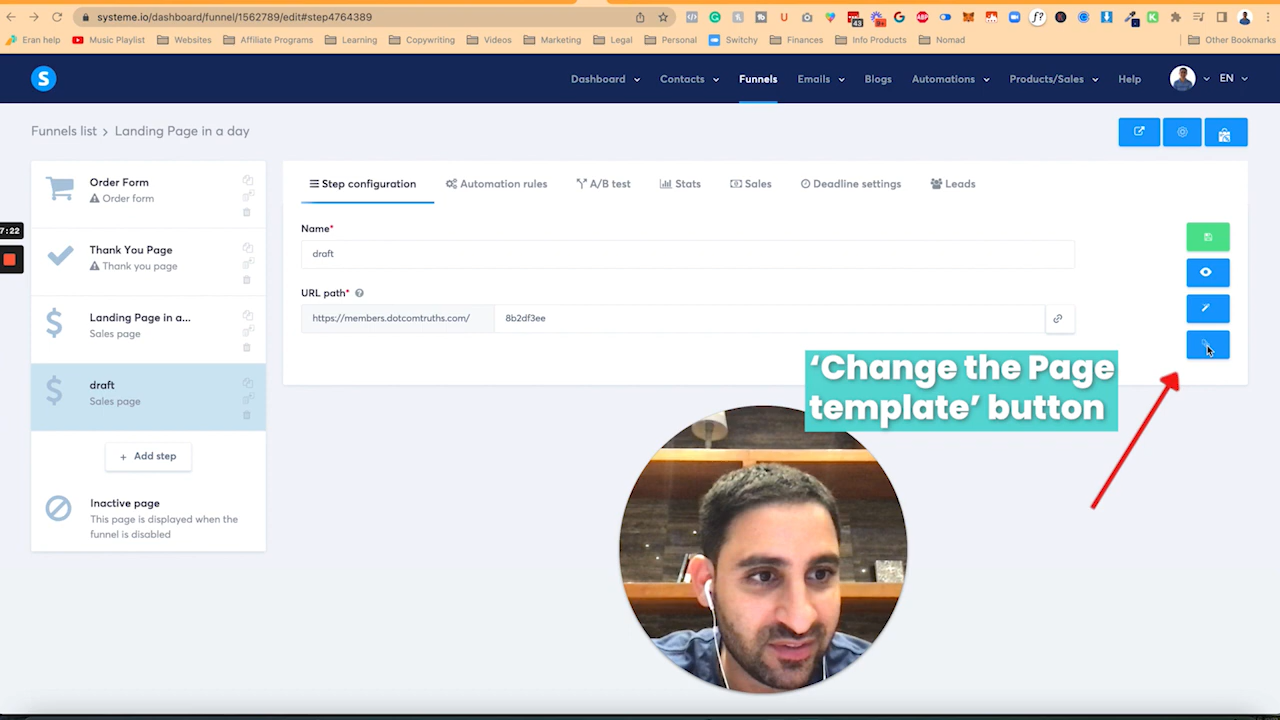 systeme.io/dashboard/funnel/1562789/edit#step4764389
43
Eran help
Music Playlist
Websites
Affiliate Programs
Learning
Copywriting
Videos
Marketing
Legal
Personal
Switchy
Finances
Info Products
Nomad
Other Bookmarks
S
Dashboard
Contacts
Funnels
Emails
Blogs
Automations
Products/Sales
Help
EN
Funnels list > Landing Page in a day
Order Form
Order form
Thank You Page
Thank you page
Landing Page in a...
Sales page
draft
Sales page
+ Add step
Inactive page
This page is displayed when the
funnel is disabled
7:22
Step configuration
Automation rules
A/B test
Stats
Sales
Deadline settings
Leads
Name*
draft
URL path*
https://members.dotcomtruths.com/
8b2df3ee
‘Change the Page
template’ button